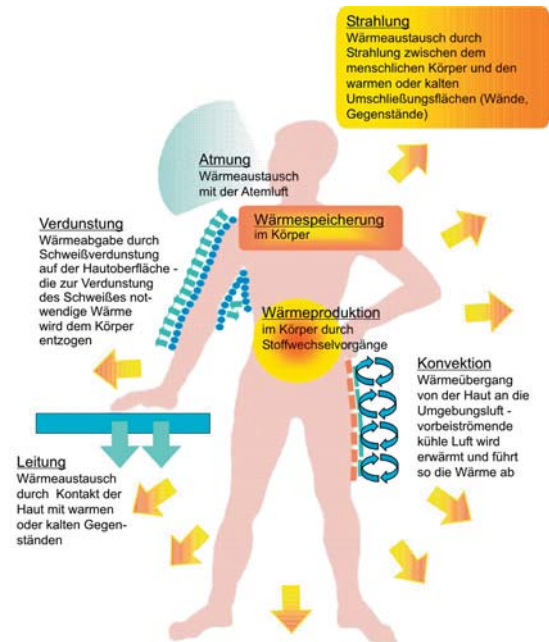 Strahlung
Wärmeaustausch durch
Strahlung zwischen dem
menschlichen Körper und den
warmen oder kalten
Umschließungsflächen (Wände,
Gegenstände)
Atmung
Wärmeaustausch
mit der Atemluft
Verdunstung
Wärmeabgabe durch
Schweißverdunstung
auf der Hautoberfläche -
die zur Verdunstung
des Schweißes not-
wendige Wärme
wird dem Körper
entzogen
Wärmespeicherung
im Körper
Wärmeproduktion
im Körper durch
Stoffwechselvorgänge
Konvektion
Wärmeübergang
von der Haut an die
Umgebungsluft -
vorbeiströmende
kühle Luft wird
erwärmt und führt
so die Wärme ab
Leitung
Wärmeaustausch
durch Kontakt der
Haut mit warmen
oder kalten Gegen-
ständen